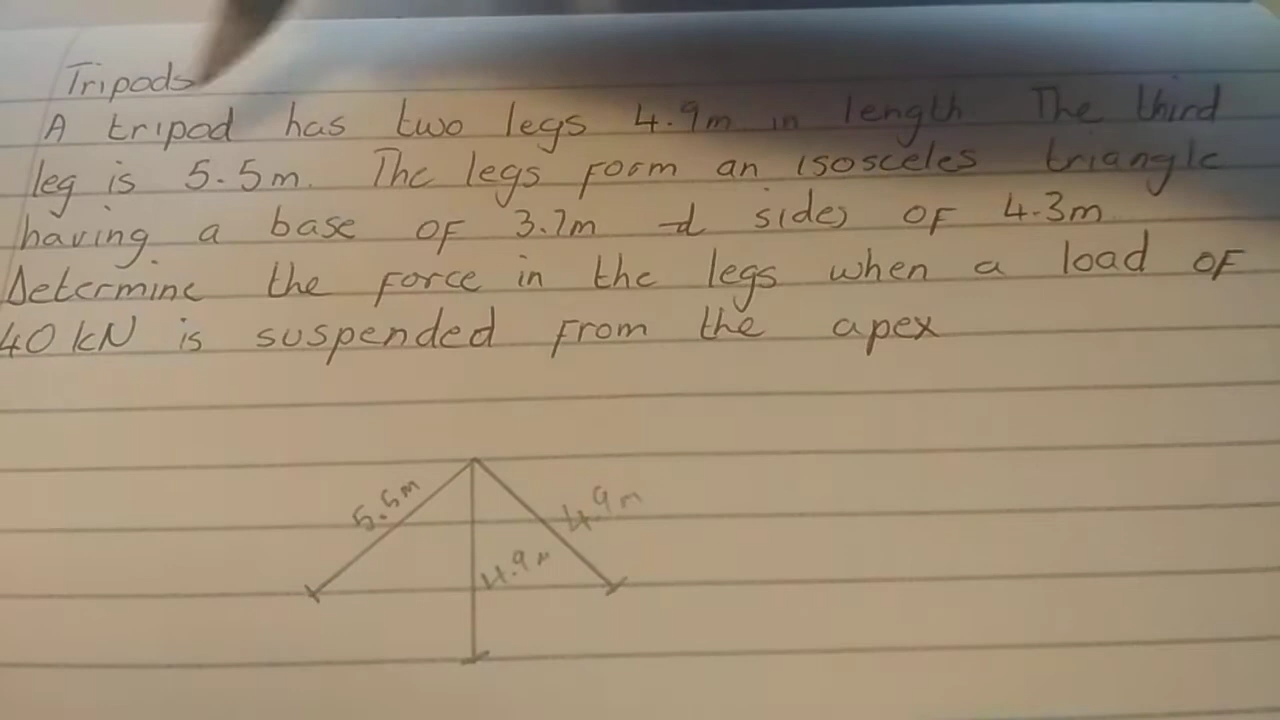 Tripods
A tripod has two legs 4.9m in length. The third
leg is 5.5m. The legs form an isosceles triangle
having a base of 3.7m d sides of 4.3m
Determine the force in the legs when a load of
40 kN is suspended from the apex
5.5m
4.9m
4.9m